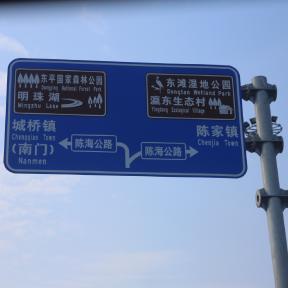 东平国家森林公园
Dongping National Forest Park
明珠湖
Mingzhu Lake
东滩湿地公园
Dongtan Wetland Park
瀛东生态村
Yingdong Ecological Village
城桥镇
Chengqiao Town
(南门)
Nanmen
陈海公路
陈海公路
陈家镇
Chenjia Town